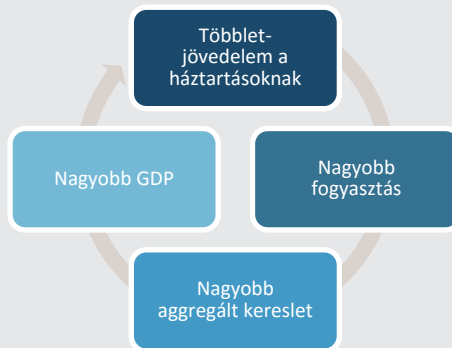 Többlet-
jövedelem a
háztartásoknak
Nagyobb
fogyasztás
Nagyobb
aggregált kereslet
Nagyobb GDP